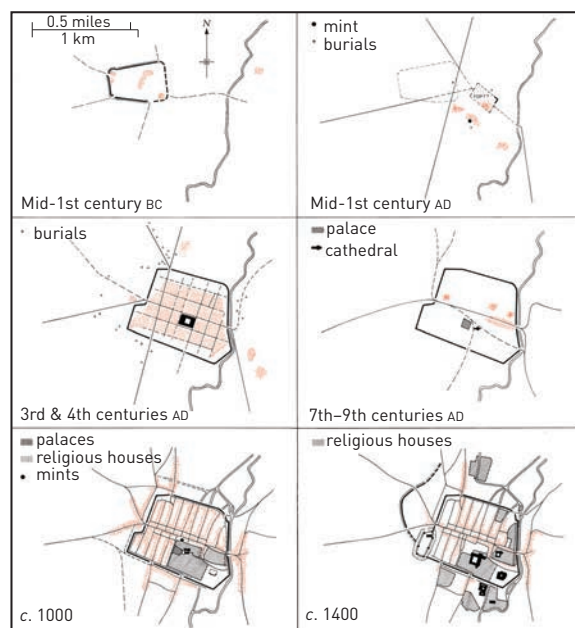 0.5 miles
1 km
N
Mid-1st century BC
mint
burials
Mid-1st century AD
burials
3rd & 4th centuries AD
palace
cathedral
7th–9th centuries AD
palaces
religious houses
mints
c. 1000
religious houses
c. 1400